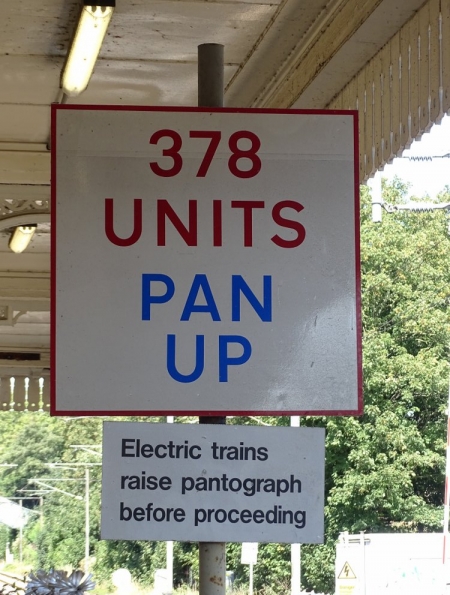 378
UNITS
PAN
UP
Electric trains
raise pantograph
before proceeding